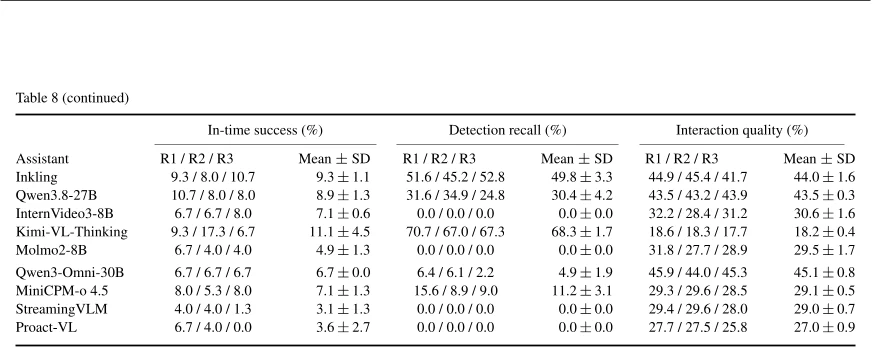 Table 8 (continued)
In-time success (%) Detection recall (%) Interaction quality (%)
Assistant R1 / R2 / R3 Mean ± SD R1 / R2 / R3 Mean ± SD R1 / R2 / R3 Mean ± SD
Inkling 9.3 / 8.0 / 10.7 9.3 ± 1.1 51.6 / 45.2 / 52.8 49.8 ± 3.3 44.9 / 45.4 / 41.7 44.0 ± 1.6
Qwen3.8-27B 10.7 / 8.0 / 8.0 8.9 ± 1.3 31.6 / 34.9 / 24.8 30.4 ± 4.2 43.5 / 43.2 / 43.9 43.5 ± 0.3
InternVideo3-8B 6.7 / 6.7 / 8.0 7.1 ± 0.6 0.0 / 0.0 / 0.0 0.0 ± 0.0 32.2 / 28.4 / 31.2 30.6 ± 1.6
Kimi-VL-Thinking 9.3 / 17.3 / 6.7 11.1 ± 4.5 70.7 / 67.0 / 67.3 68.3 ± 1.7 18.6 / 18.3 / 17.7 18.2 ± 0.4
Molmo2-8B 6.7 / 4.0 / 4.0 4.9 ± 1.3 0.0 / 0.0 / 0.0 0.0 ± 0.0 31.8 / 27.7 / 28.9 29.5 ± 1.7
Qwen3-Omni-30B 6.7 / 6.7 / 6.7 6.7 ± 0.0 6.4 / 6.1 / 2.2 4.9 ± 1.9 45.9 / 44.0 / 45.3 45.1 ± 0.8
MiniCPM-o 4.5 8.0 / 5.3 / 8.0 7.1 ± 1.3 15.6 / 8.9 / 9.0 11.2 ± 3.1 29.3 / 29.6 / 28.5 29.1 ± 0.5
StreamingVLM 4.0 / 4.0 / 1.3 3.1 ± 1.3 0.0 / 0.0 / 0.0 0.0 ± 0.0 29.4 / 29.6 / 28.0 29.0 ± 0.7
Proact-VL 6.7 / 4.0 / 0.0 3.6 ± 2.7 0.0 / 0.0 / 0.0 0.0 ± 0.0 27.7 / 27.5 / 25.8 27.0 ± 0.9